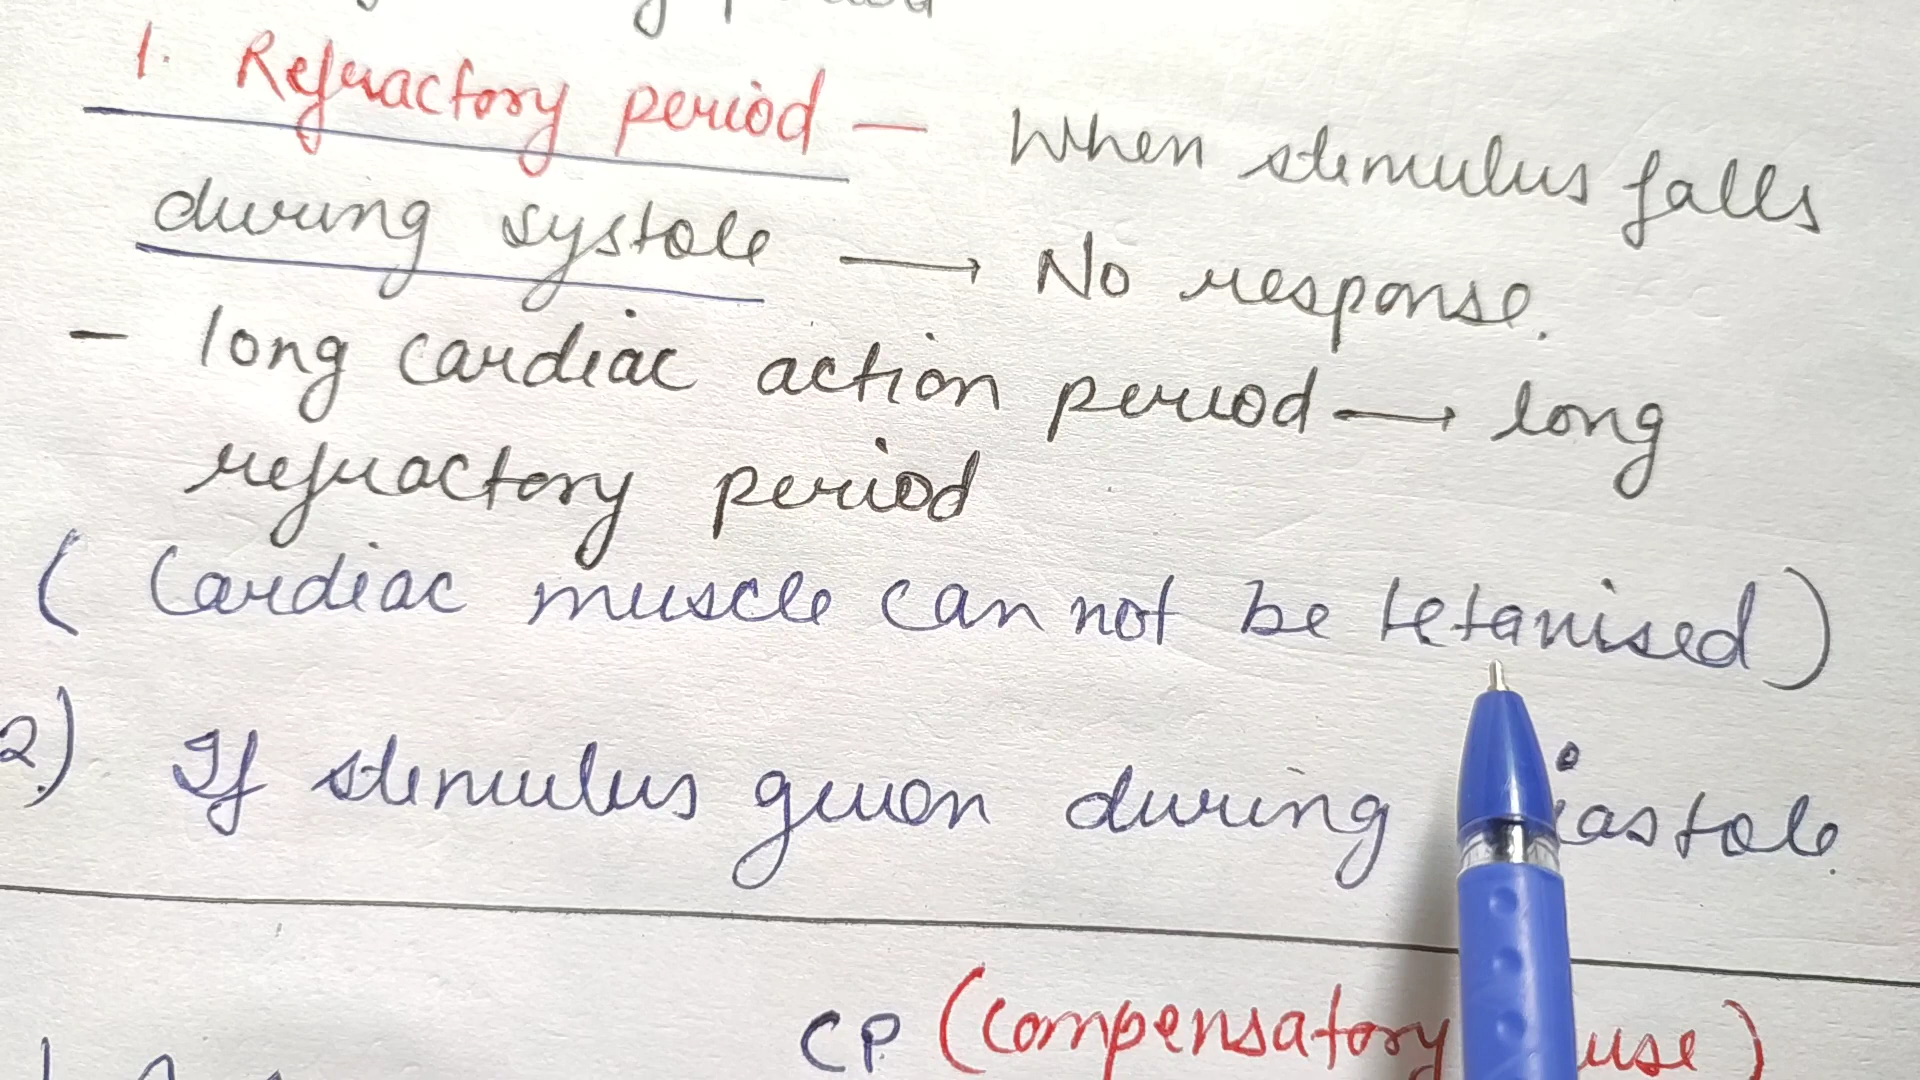 1. Refractory period — When stimulus falls
during systole → No response.
- long cardiac action period → long
refractory period
( Cardiac muscle can not be tetanised )
2.) If stimulus given during
CP (compensatory